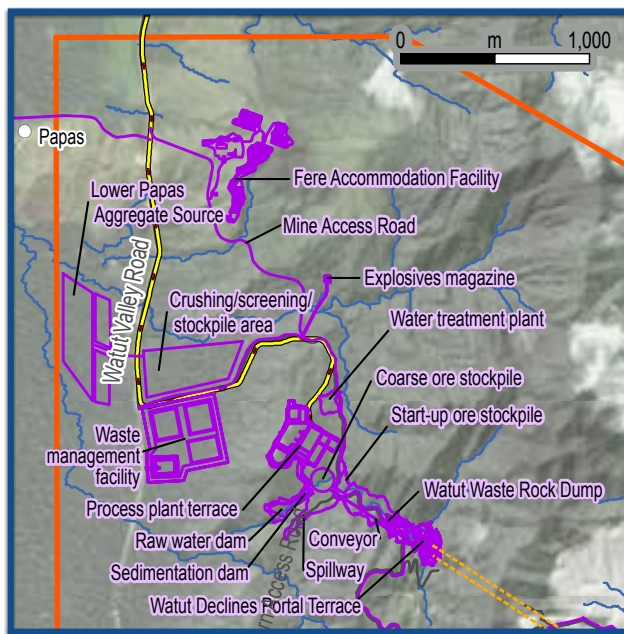 0 m 1,000
Papas
Fere Accommodation Facility
Lower Papas
Aggregate Source
Mine Access Road
Watut Valley Road
Explosives magazine
Crushing/screening/
stockpile area
Water treatment plant
Coarse ore stockpile
Start-up ore stockpile
Waste
management
facility
Watut Waste Rock Dump
Process plant terrace
Raw water dam
Conveyor
Sedimentation dam
Spillway
Access Road
Watut Declines Portal Terrace